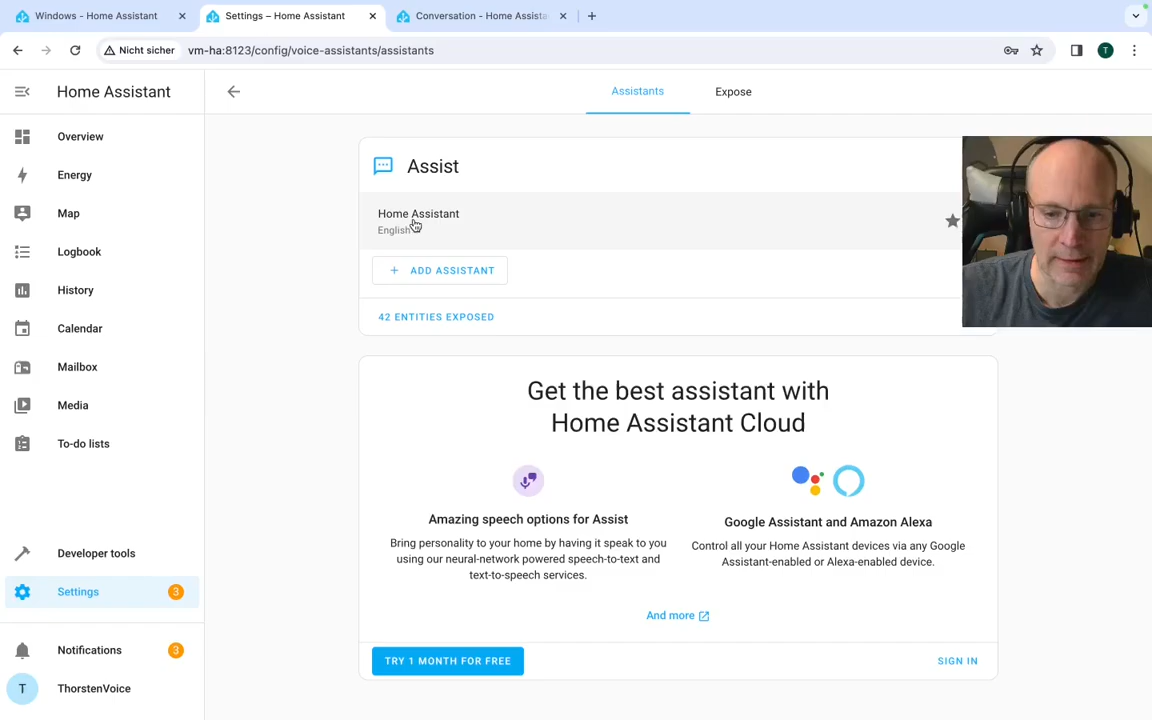 Windows - Home Assistant
Settings – Home Assistant
Conversation - Home Assista
Nicht sicher
vm-ha:8123/config/voice-assistants/assistants
T
Home Assistant
Assistants
Expose
Overview
Energy
Map
Logbook
History
Calendar
Mailbox
Media
To-do lists
Developer tools
Settings
3
Notifications
3
T
ThorstenVoice
Assist
Home Assistant
English
ADD ASSISTANT
42 ENTITIES EXPOSED
Get the best assistant with
Home Assistant Cloud
Amazing speech options for Assist
Bring personality to your home by having it speak to you
using our neural-network powered speech-to-text and
text-to-speech services.
Google Assistant and Amazon Alexa
Control all your Home Assistant devices via any Google
Assistant-enabled or Alexa-enabled device.
And more
TRY 1 MONTH FOR FREE
SIGN IN